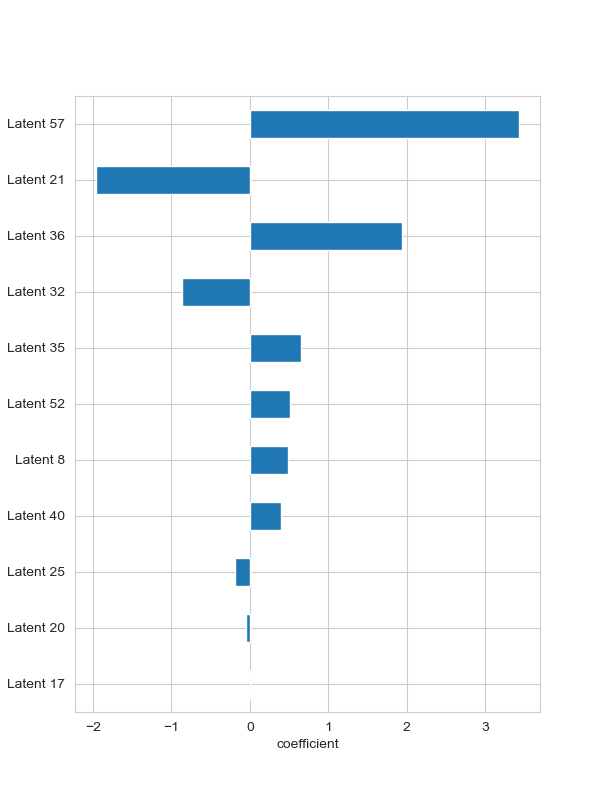 Latent 57
Latent 21
Latent 36
Latent 32
Latent 35
Latent 52
Latent 8
Latent 40
Latent 25
Latent 20
Latent 17
−2 −1 0 1 2 3
coefficient